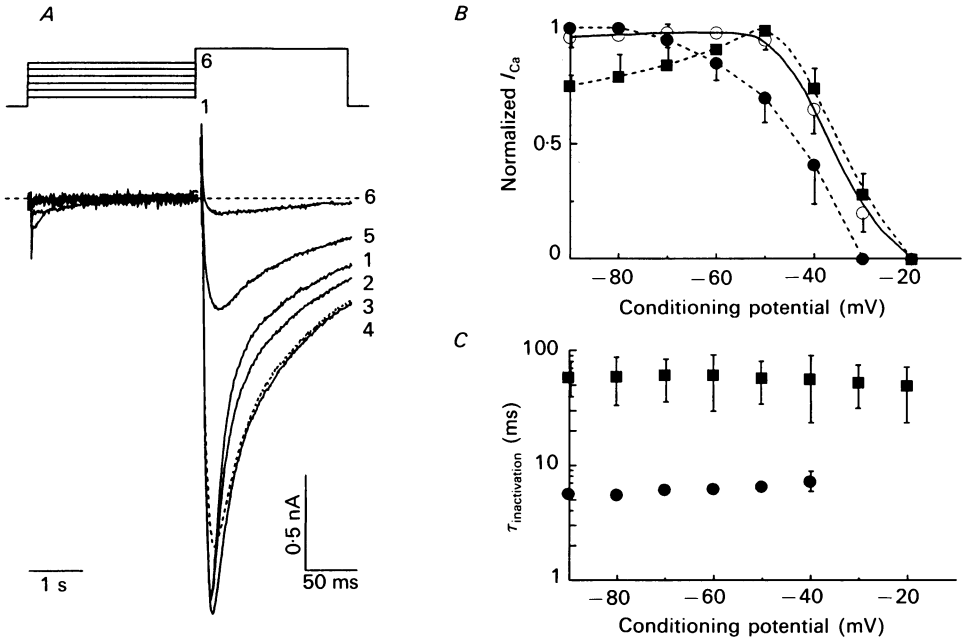 A
6
1
6
5
1
2
3
4
0·5 nA
1 s
50 ms
B
Normalized I_Ca
1
0·5
0
−80
−60
−40
−20
Conditioning potential (mV)
C
τ_inactivation (ms)
100
10
1
−80
−60
−40
−20
Conditioning potential (mV)